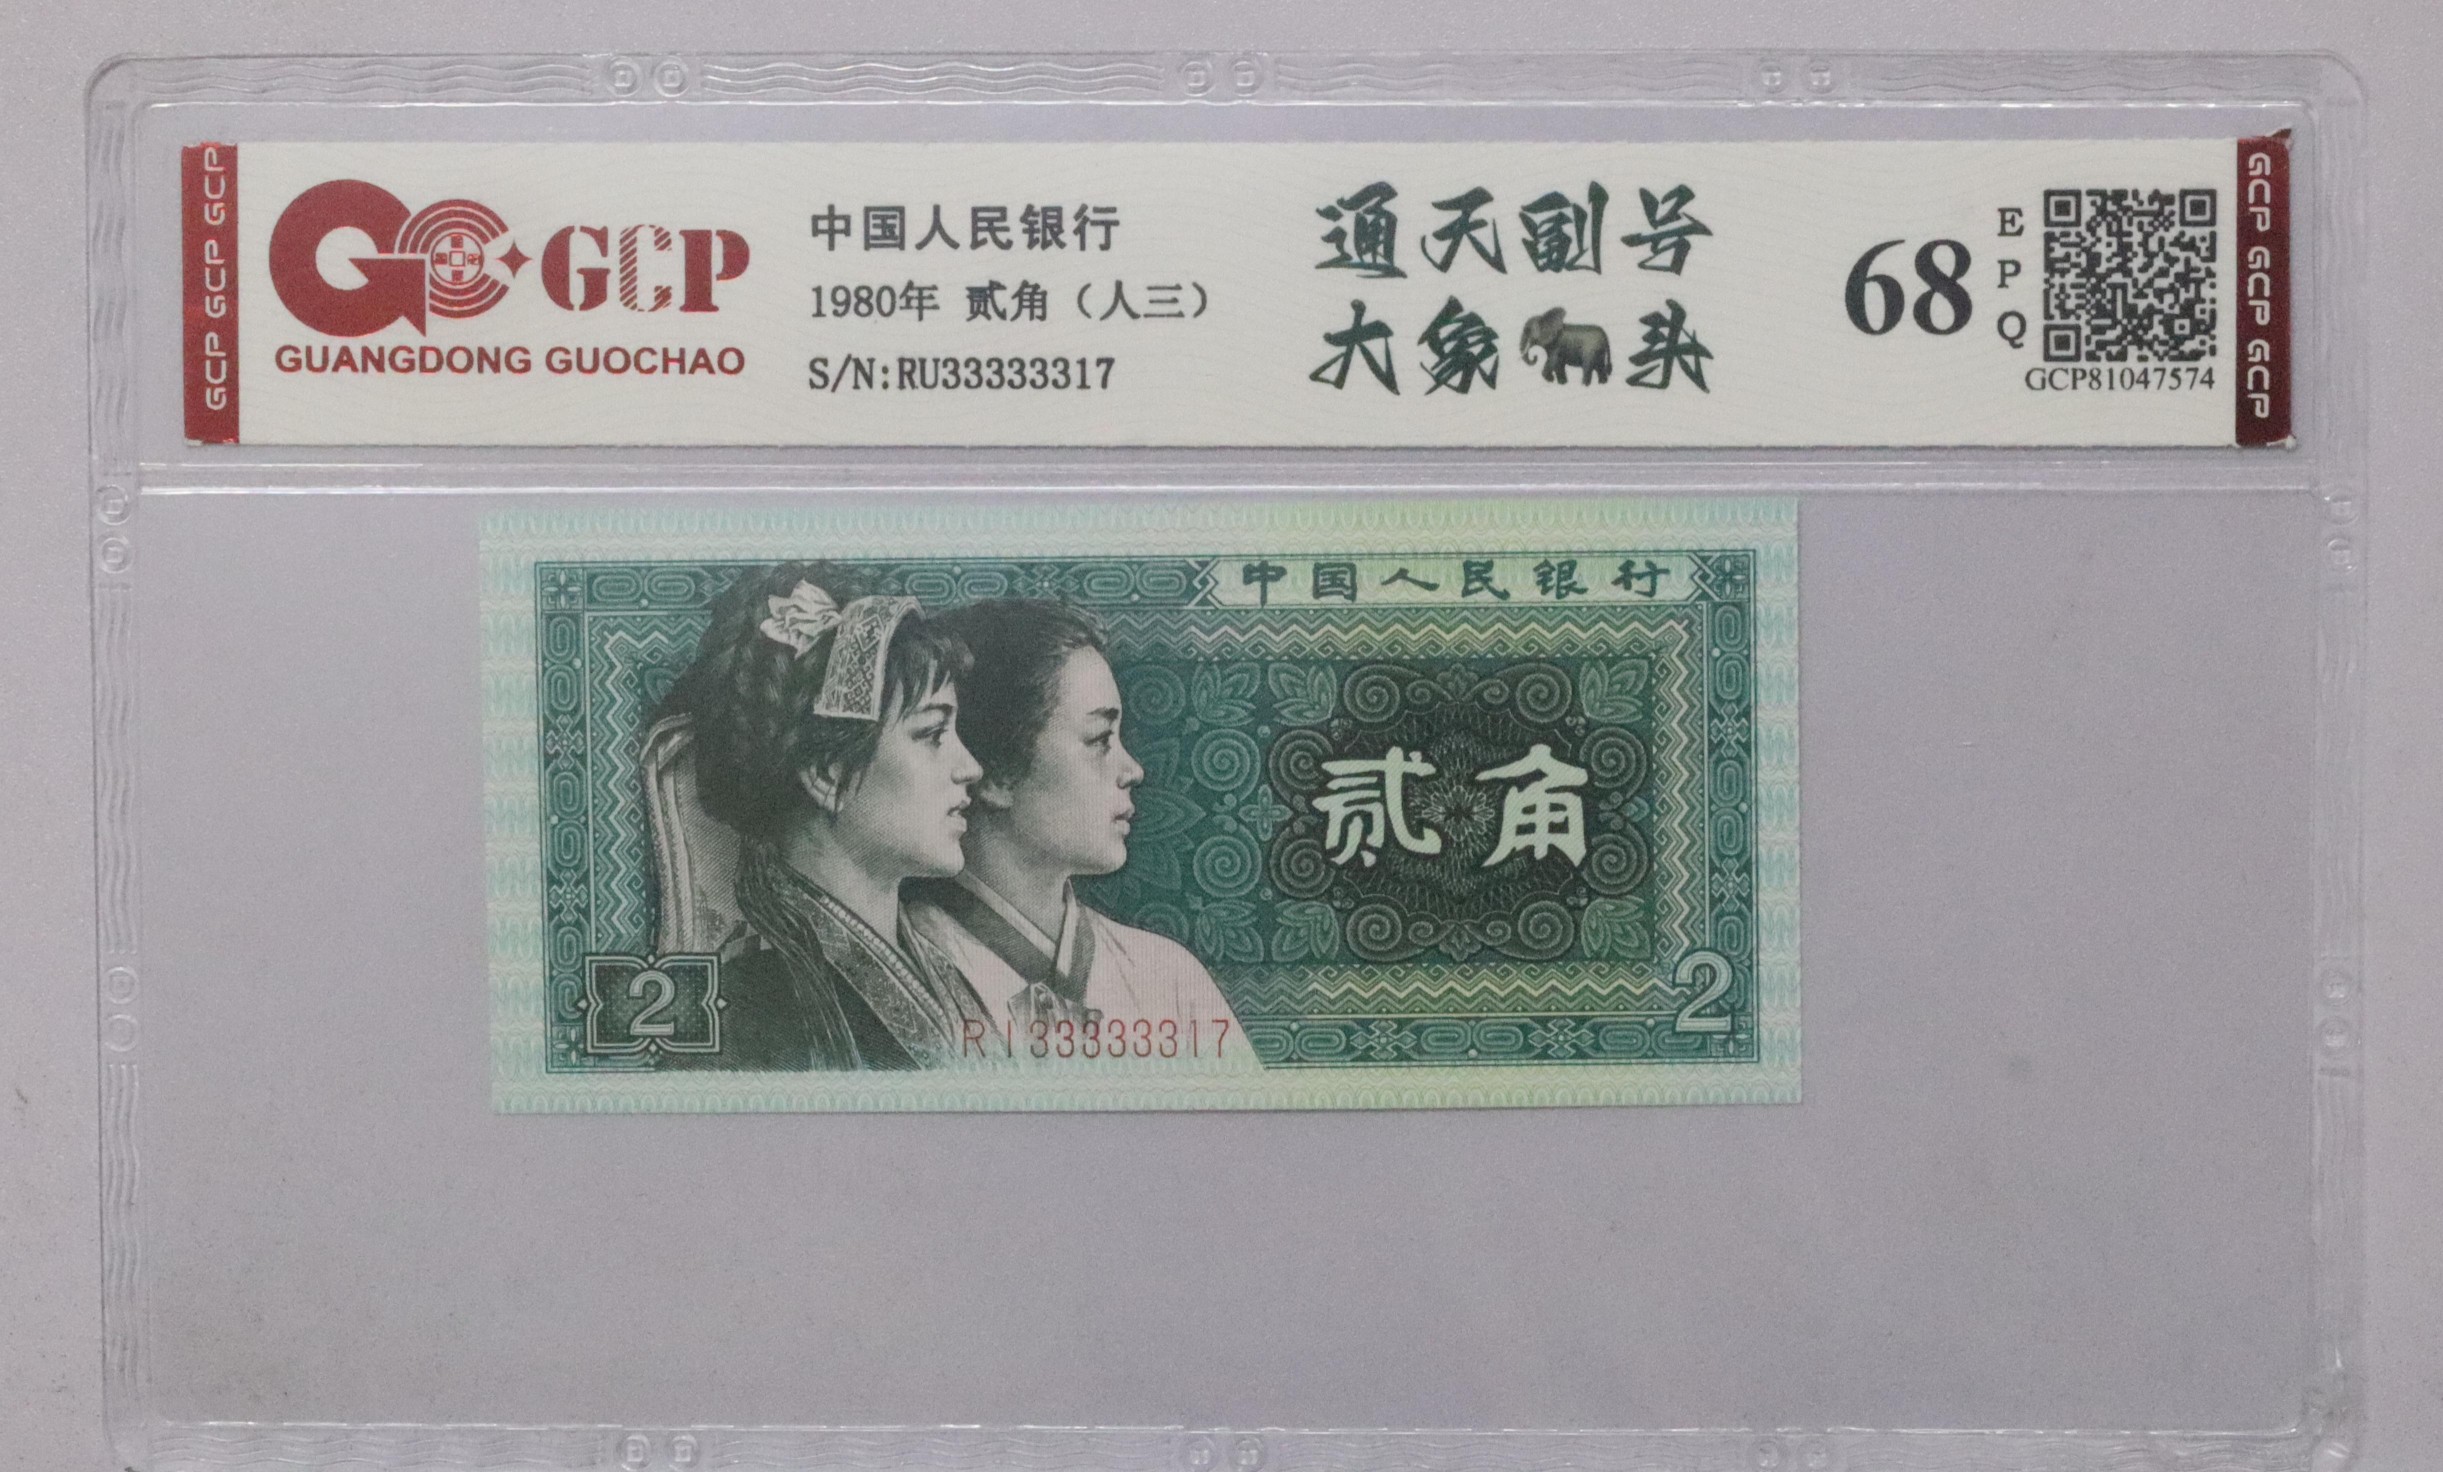 GCP GCP GCP
GCP
GUANGDONG GUOCHAO
中国人民银行
1980年 贰角（人三）
S/N:RU33333317
通天副号
大象🐘头
68
E
P
Q
GCP81047574
GCP GCP GCP
中国人民银行
贰角
2
2
RI33333317